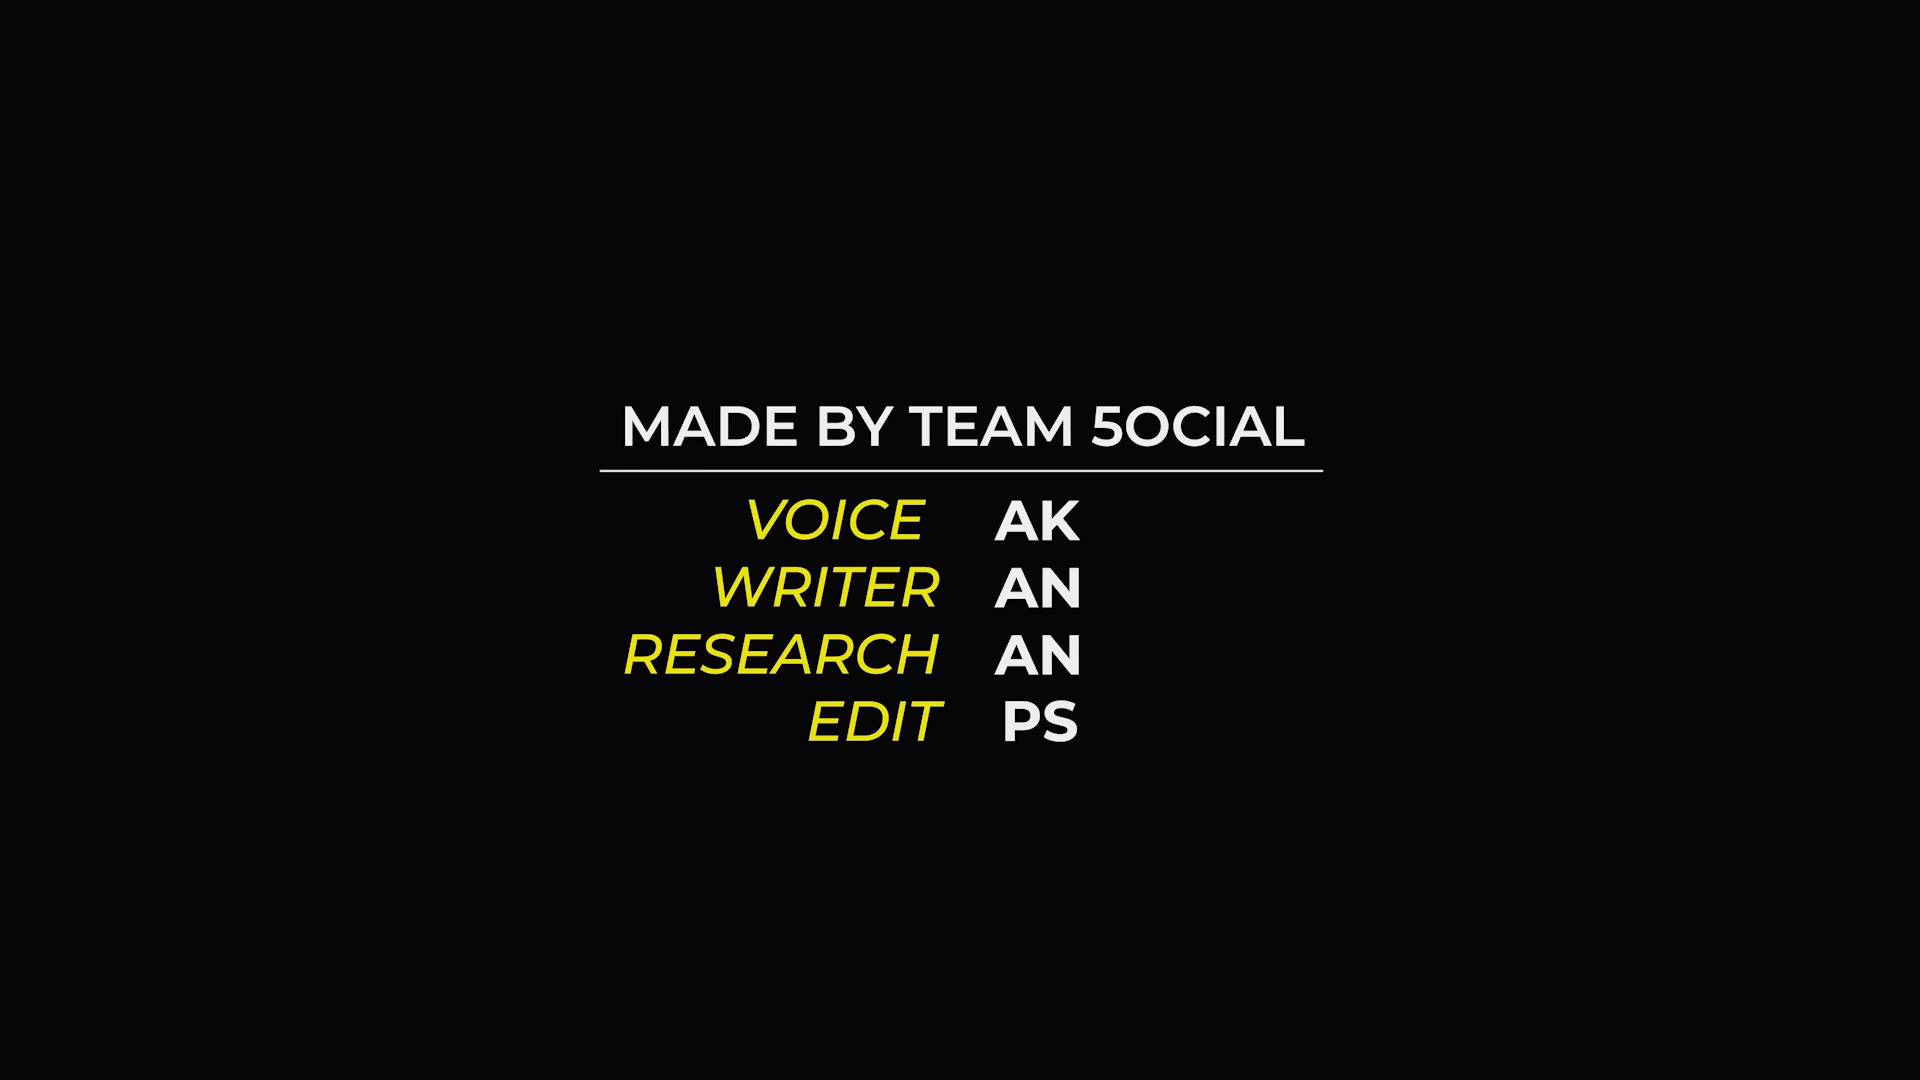 MADE BY TEAM 5OCIAL
VOICE AK
WRITER AN
RESEARCH AN
EDIT PS